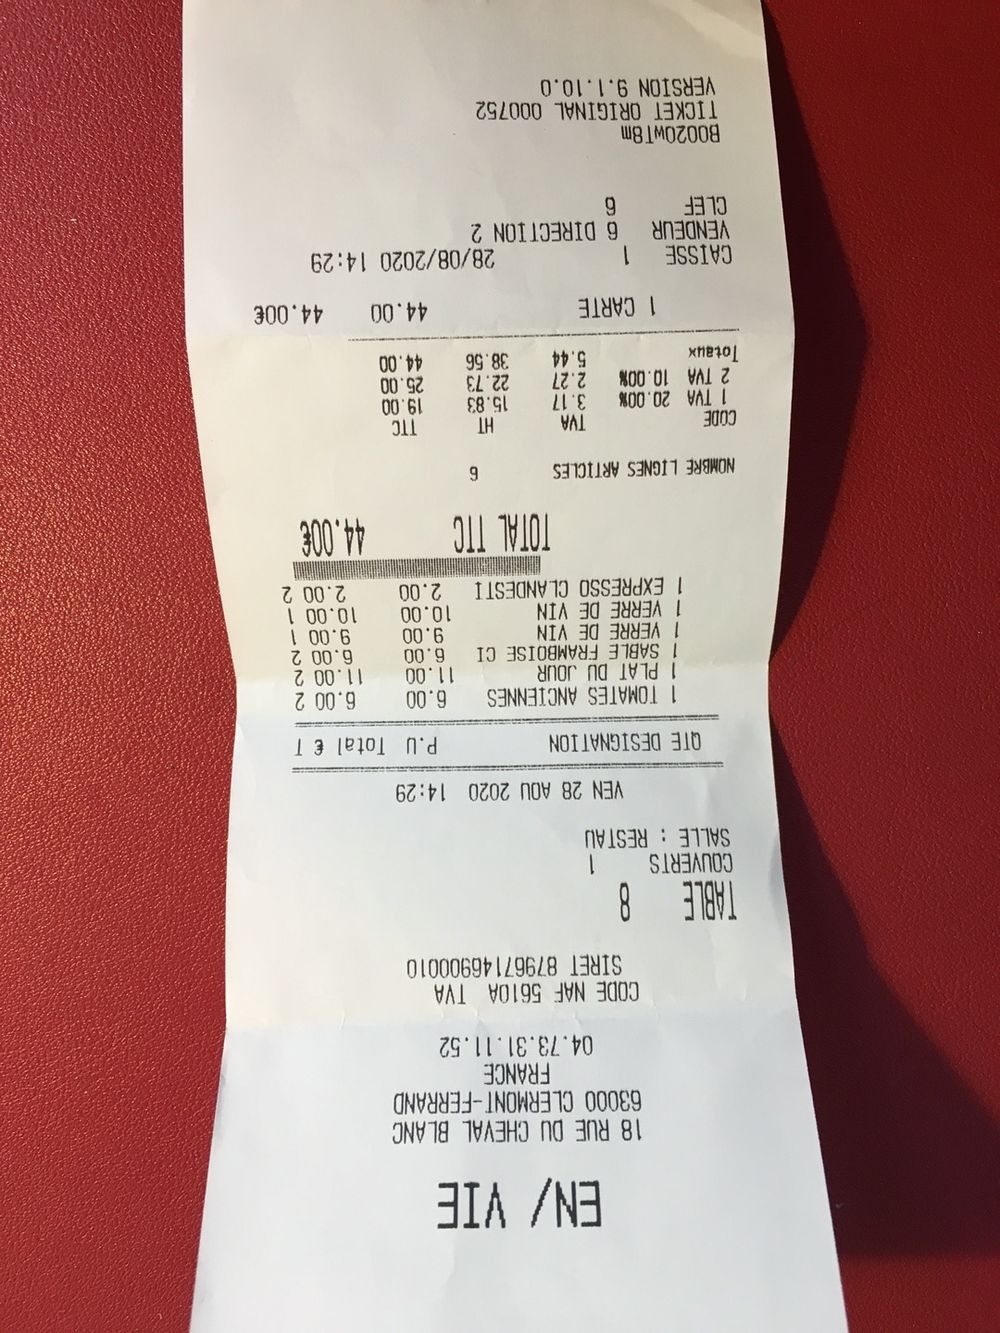 EN/ VIE
18 RUE DU CHEVAL BLANC
63000 CLERMONT-FERRAND
FRANCE
04.73.31.11.52
CODE NAF 5610A TVA
SIRET 87967146900010
TABLE 8
COUVERTS 1
SALLE : RESTAU
VEN 28 AOU 2020 14:29
QTE DESIGNATION P.U Total € T
1 TOMATES ANCIENNES 6.00 6.00 2
1 PLAT DU JOUR 11.00 11.00 2
1 SABLE FRAMBOISE CI 6.00 6.00 2
1 VERRE DE VIN 9.00 9.00 1
1 VERRE DE VIN 10.00 10.00 1
1 EXPRESSO CLANDESTI 2.00 2.00 2
TOTAL TTC 44.00€
NOMBRE LIGNES ARTICLES 6
CODE TVA HT TTC
1 TVA 20.00% 3.17 15.83 19.00
2 TVA 10.00% 2.27 22.73 25.00
Totaux 5.44 38.56 44.00
1 CARTE 44.00 44.00€
CAISSE 1 28/08/2020 14:29
VENDEUR 6 DIRECTION 2
CLEF 6
B0020wT8m
TICKET ORIGINAL 000752
VERSION 9.1.10.0